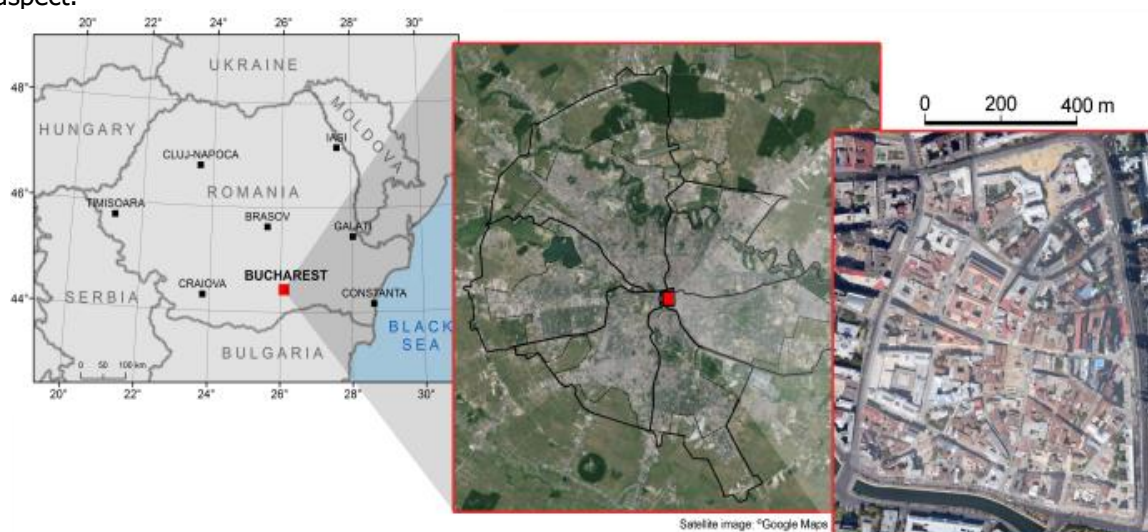 aspect.
20° 22° 24° 26° 28°
UKRAINE
48°
MOLDOVA
HUNGARY
IASI
CLUJ-NAPOCA
46°
ROMANIA
TIMISOARA
BRASOV
GALATI
BUCHAREST
CRAIOVA
CONSTANTA
44°
SERBIA
BLACK
SEA
BULGARIA
0 50 100 km
20° 22° 24° 26° 28° 30°
0 200 400 m
Satellite image: ©Google Maps